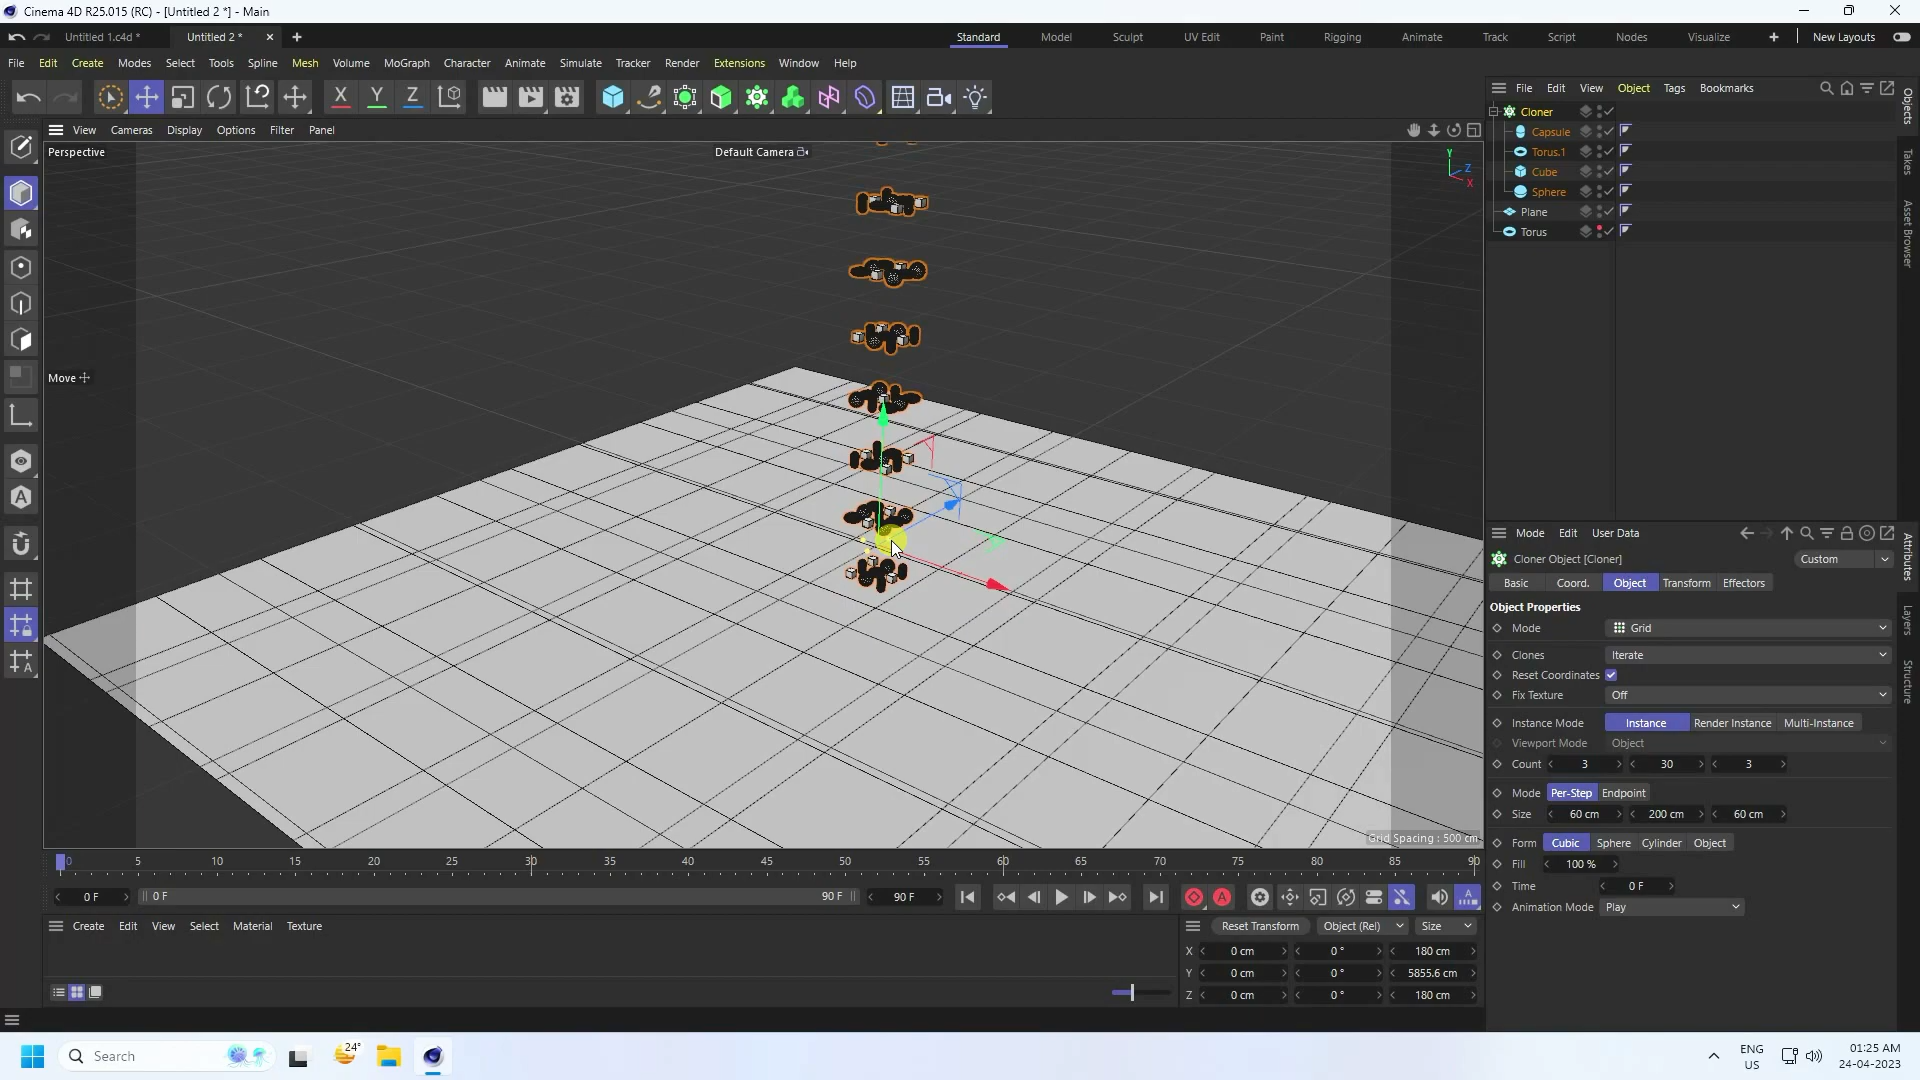 Cinema 4D R25.015 (RC) - [Untitled 2 *] - Main
Untitled 1.c4d *
Untitled 2 *
Standard Model Sculpt UV Edit Paint Rigging Animate Track Script Nodes Visualize New Layouts
File Edit Create Modes Select Tools Spline Mesh Volume MoGraph Character Animate Simulate Tracker Render Extensions Window Help
X Y Z
File Edit View Object Tags Bookmarks
View Cameras Display Options Filter Panel
Perspective
Default Camera
Y
Z
X
Move
Grid Spacing : 500 cm
Cloner
Capsule
Torus.1
Cube
Sphere
Plane
Torus
Objects
Takes
Asset Browser
Attributes
Layers
Structure
Mode Edit User Data
Cloner Object [Cloner]
Custom
Basic Coord. Object Transform Effectors
Object Properties
Mode Grid
Clones Iterate
Reset Coordinates
Fix Texture Off
Instance Mode Instance Render Instance Multi-Instance
Viewport Mode Object
Count 3 30 3
Mode Per-Step Endpoint
Size 60 cm 200 cm 60 cm
Form Cubic Sphere Cylinder Object
Fill 100 %
Time 0 F
Animation Mode Play
0 5 10 15 20 25 30 35 40 45 50 55 60 65 70 75 80 85 90
0 F 0 F 90 F 90 F
Create Edit View Select Material Texture
Reset Transform Object (Rel) Size
X 0 cm 0 ° 180 cm
Y 0 cm 0 ° 5855.6 cm
Z 0 cm 0 ° 180 cm
Search
24°
ENG
US
01:25 AM
24-04-2023